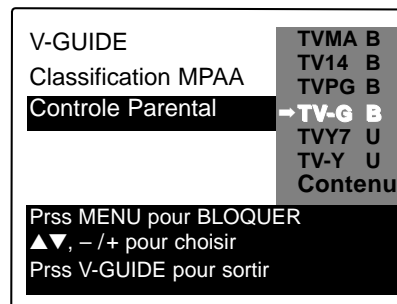 V-GUIDE
Classification MPAA
Controle Parental
TVMA B
TV14 B
TVPG B
➡TV-G B
TVY7 U
TV-Y U
Contenu
Prss MENU pour BLOQUER
▲▼, – /+ pour choisir
Prss V-GUIDE pour sortir